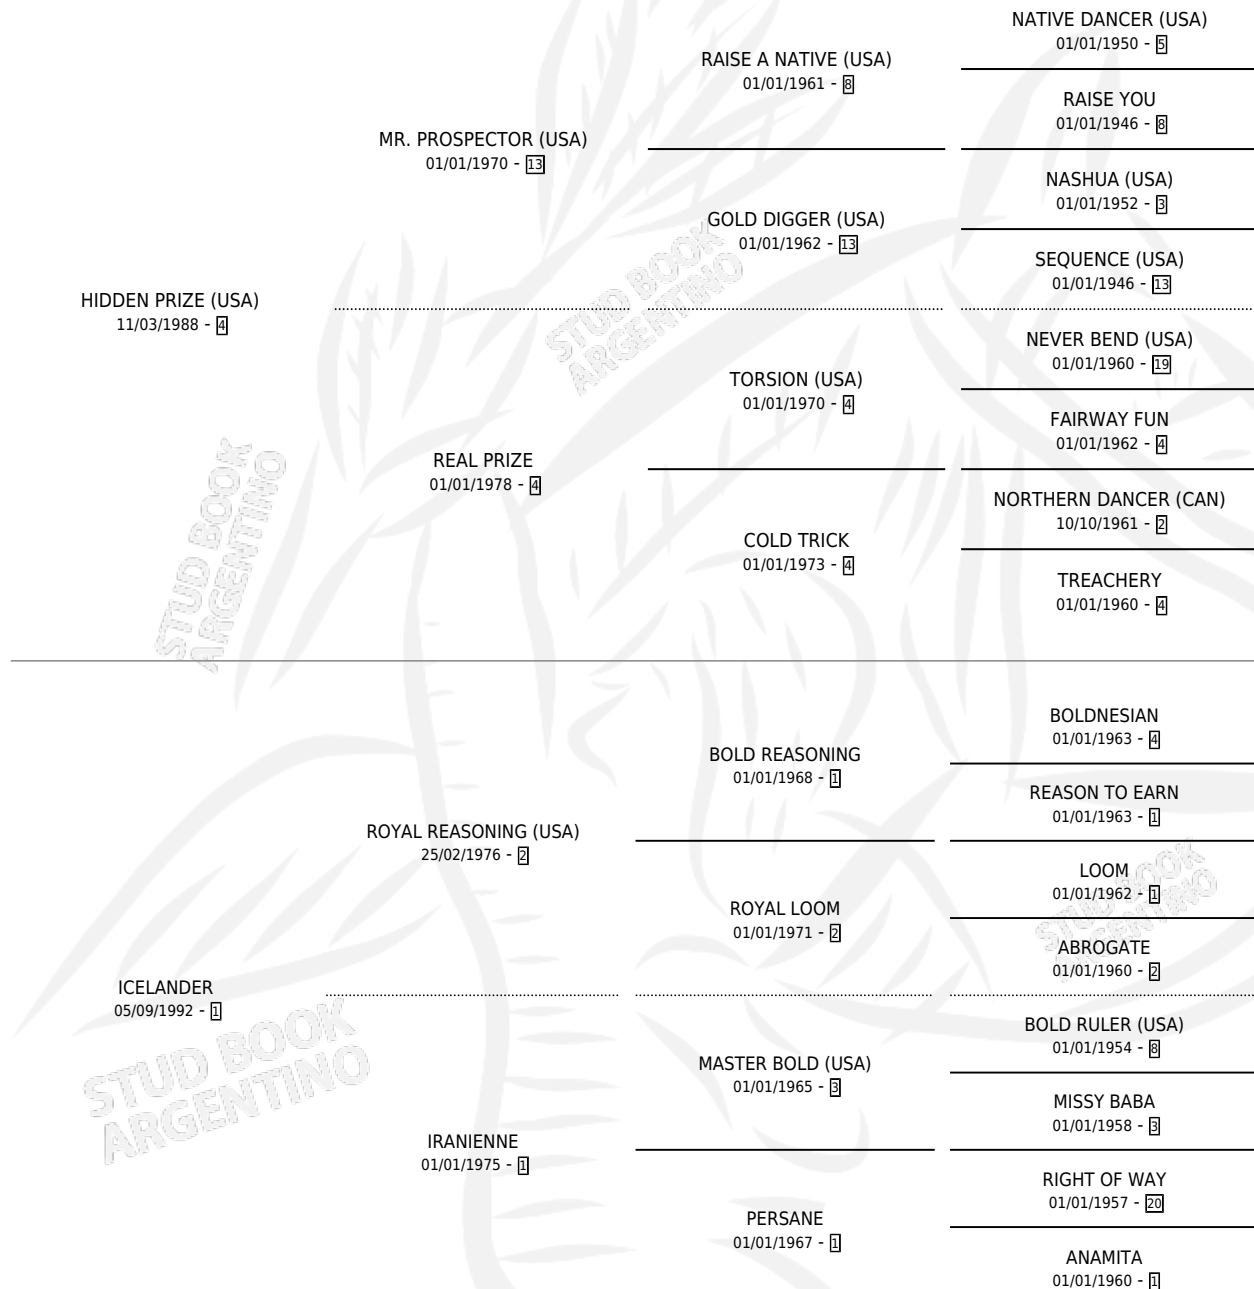 NATIVE DANCER (USA)
01/01/1950 - 5
RAISE A NATIVE (USA)
01/01/1961 - 8
RAISE YOU
01/01/1946 - 8
MR. PROSPECTOR (USA)
01/01/1970 - 13
NASHUA (USA)
01/01/1952 - 3
GOLD DIGGER (USA)
01/01/1962 - 13
SEQUENCE (USA)
01/01/1946 - 13
HIDDEN PRIZE (USA)
11/03/1988 - 4
STUD BOOK
ARGENTINO
NEVER BEND (USA)
01/01/1960 - 19
TORSION (USA)
01/01/1970 - 4
FAIRWAY FUN
01/01/1962 - 4
REAL PRIZE
01/01/1978 - 4
NORTHERN DANCER (CAN)
10/10/1961 - 2
COLD TRICK
01/01/1973 - 4
TREACHERY
01/01/1960 - 4
STUD BOOK
ARGENTINO
BOLDNESIAN
01/01/1963 - 4
BOLD REASONING
01/01/1968 - 1
REASON TO EARN
01/01/1963 - 1
ROYAL REASONING (USA)
25/02/1976 - 2
LOOM
01/01/1962 - 1
ROYAL LOOM
01/01/1971 - 2
STUD BOOK
ARGENTINO
ABROGATE
01/01/1960 - 2
ICELANDER
05/09/1992 - 1
STUD BOOK
ARGENTINO
BOLD RULER (USA)
01/01/1954 - 8
MASTER BOLD (USA)
01/01/1965 - 3
MISSY BABA
01/01/1958 - 3
IRANIENNE
01/01/1975 - 1
RIGHT OF WAY
01/01/1957 - 20
PERSANE
01/01/1967 - 1
ANAMITA
01/01/1960 - 1